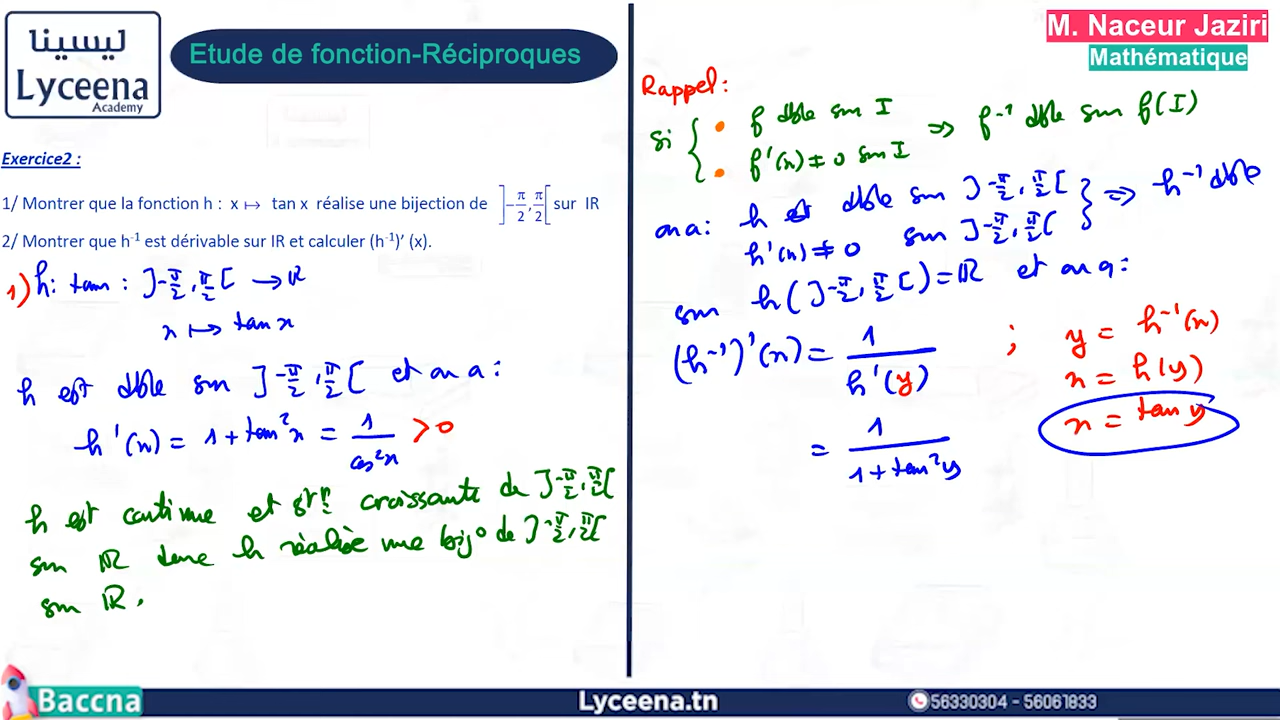 ليسينا
Lyceena
Academy
Etude de fonction-Réciproques
M. Naceur Jaziri
Mathématique
Exercice2 :
1/ Montrer que la fonction h : x ↦ tan x réalise une bijection de ]-π/2, π/2[ sur IR
2/ Montrer que h⁻¹ est dérivable sur IR et calculer (h⁻¹)' (x).
1) h: tan : ]-π/2, π/2[ → ℝ
x ↦ tan x
h est dble sur ]-π/2, π/2[ et on a :
h'(x) = 1 + tan²x = 1/cos²x > 0
h est continue et strt croissante de ]-π/2, π/2[
sur ℝ donc h réalise une bij° de ]-π/2, π/2[
sur ℝ.
Rappel :
Si { • f dble sur I
• f'(x) ≠ 0 sur I ⇒ f⁻¹ dble sur f(I)
on a : h est dble sur ]-π/2, π/2[
h'(x) ≠ 0 sur ]-π/2, π/2[ } ⇒ h⁻¹ dble
sur h(]-π/2, π/2[) = ℝ et on a :
(h⁻¹)'(x) = 1/h'(y) ; y = h⁻¹(x)
x = h(y)
x = tan y
= 1/(1 + tan²y)
Baccna
Lyceena.tn
56330304 - 56061833